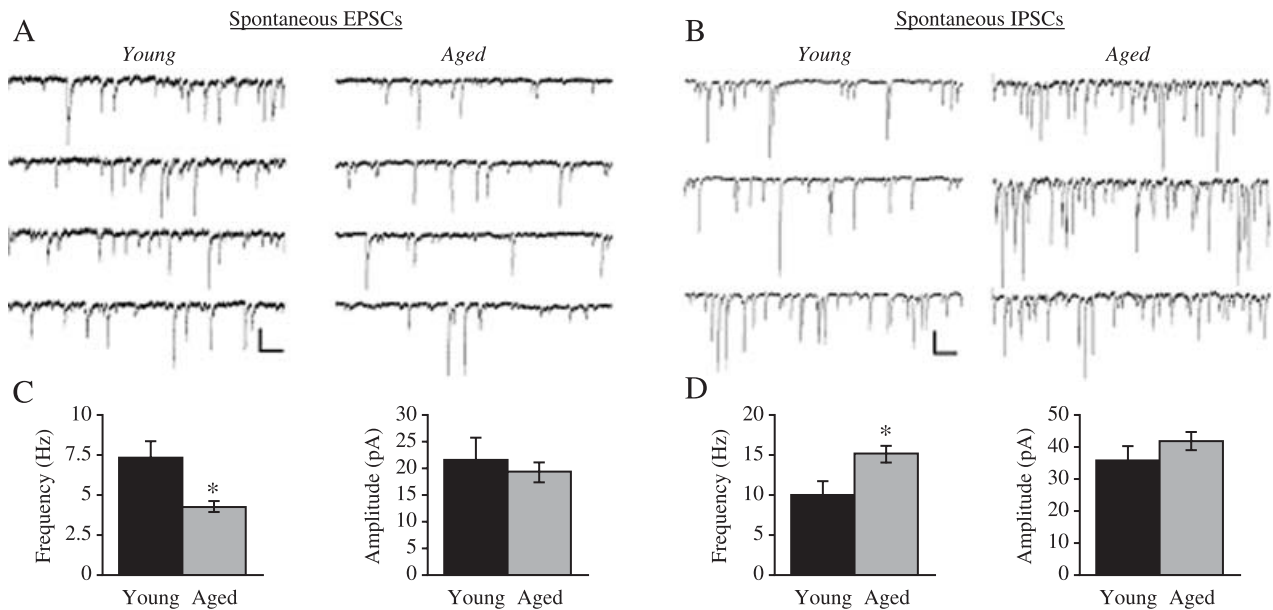 A
Spontaneous EPSCs
Young Aged
B
Spontaneous IPSCs
Young Aged
C
Frequency (Hz)
10
7.5
5
2.5
0
Young Aged
*
Amplitude (pA)
30
25
20
15
10
5
0
Young Aged
D
Frequency (Hz)
20
15
10
5
0
Young Aged
*
Amplitude (pA)
50
40
30
20
10
0
Young Aged